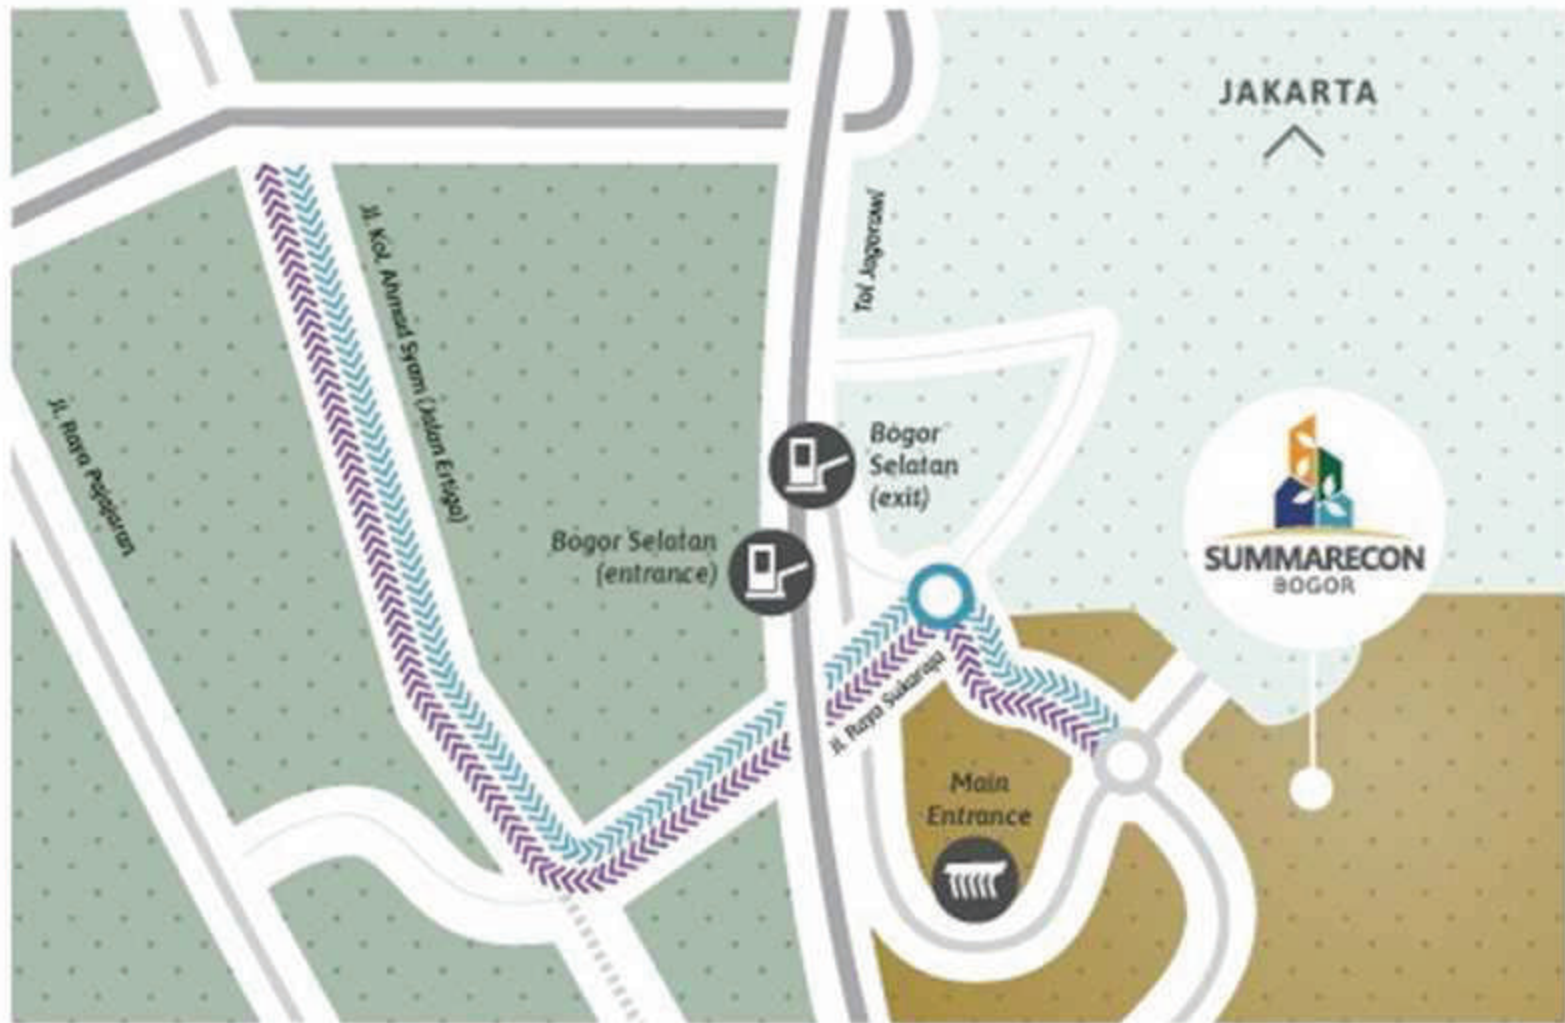 JAKARTA
Jl. Kol. Ahmad Syam (Jalan Ertiga)
Tol Jagorawi
Jl. Raya Pajajaran
Bogor
Selatan
(exit)
Bogor Selatan
(entrance)
SUMMARECON
BOGOR
Jl. Raya Sukaraja
Main
Entrance